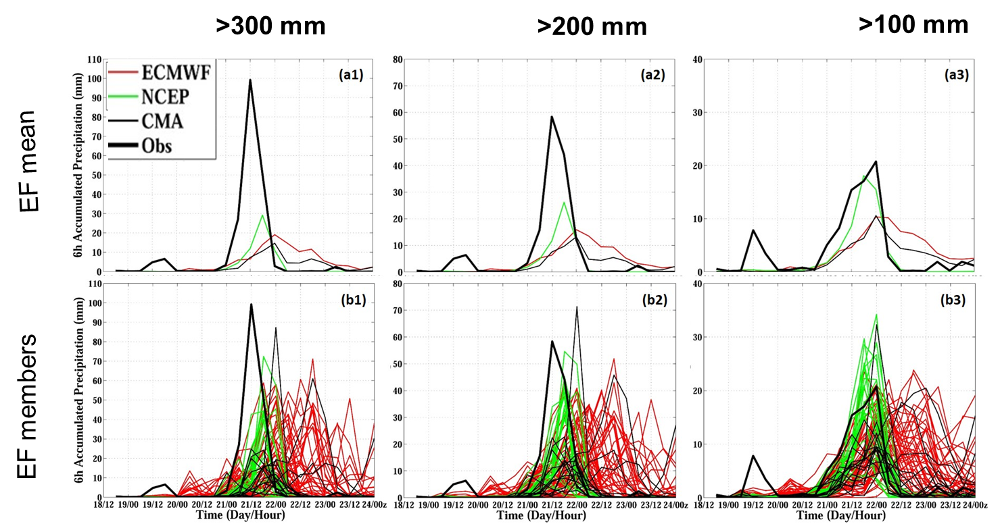 >300 mm >200 mm >100 mm
EF mean
6h Accumulated Precipitation (mm)
110 100 90 80 70 60 50 40 30 20 10 0
ECMWF
NCEP
CMA
Obs
(a1)
80 70 60 50 40 30 20 10 0
(a2)
40 30 20 10 0
(a3)
EF members
6h Accumulated Precipitation (mm)
110 100 90 80 70 60 50 40 30 20 10 0
(b1)
80 70 60 50 40 30 20 10 0
(b2)
40 30 20 10 0
(b3)
18/12 19/00 19/12 20/00 20/12 21/00 21/12 22/00 22/12 23/00 23/12 24/00z
18/12 19/00 19/12 20/00 20/12 21/00 21/12 22/00 22/12 23/00 23/12 24/00z
18/12 19/00 19/12 20/00 20/12 21/00 21/12 22/00 22/12 23/00 23/12 24/00z
Time (Day/Hour) Time (Day/Hour) Time (Day/Hour)